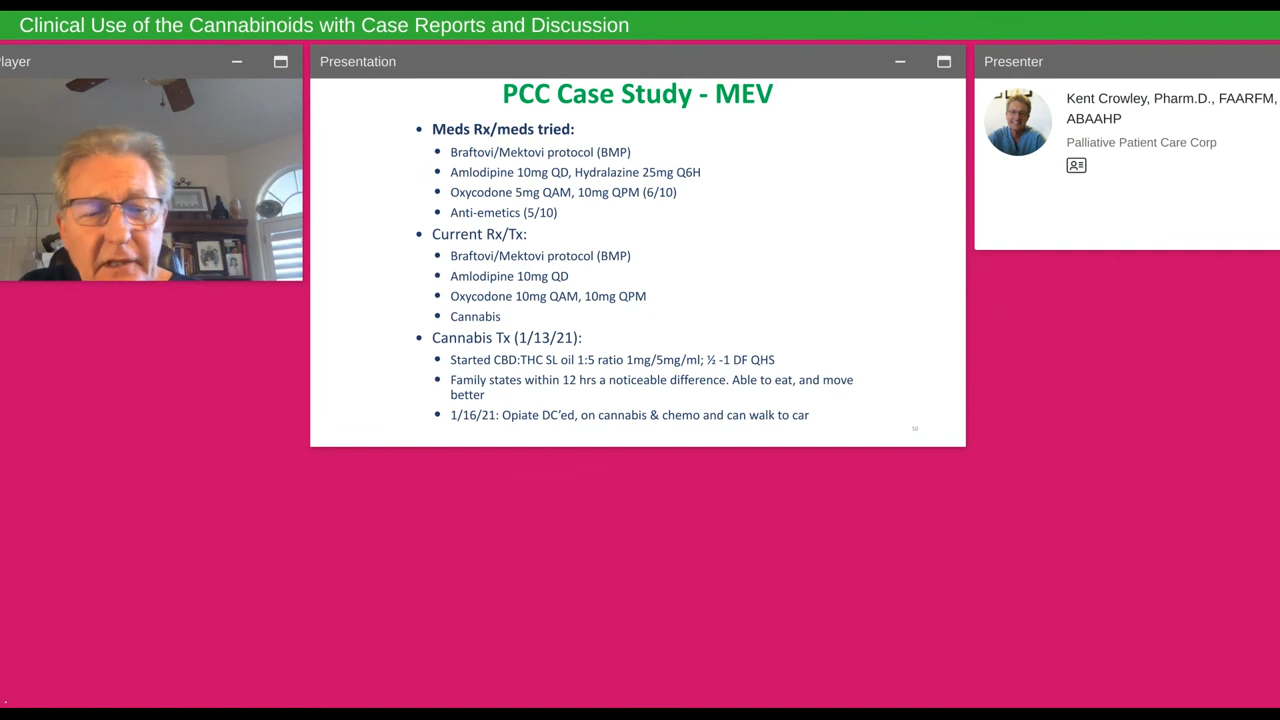 Clinical Use of the Cannabinoids with Case Reports and Discussion
layer
Presentation
Presenter
PCC Case Study - MEV
• Meds Rx/meds tried:
• Braftovi/Mektovi protocol (BMP)
• Amlodipine 10mg QD, Hydralazine 25mg Q6H
• Oxycodone 5mg QAM, 10mg QPM (6/10)
• Anti-emetics (5/10)
• Current Rx/Tx:
• Braftovi/Mektovi protocol (BMP)
• Amlodipine 10mg QD
• Oxycodone 10mg QAM, 10mg QPM
• Cannabis
• Cannabis Tx (1/13/21):
• Started CBD:THC SL oil 1:5 ratio 1mg/5mg/ml; ½ -1 DF QHS
• Family states within 12 hrs a noticeable difference. Able to eat, and move
better
• 1/16/21: Opiate DC’ed, on cannabis & chemo and can walk to car
50
Kent Crowley, Pharm.D., FAARFM,
ABAAHP
Palliative Patient Care Corp